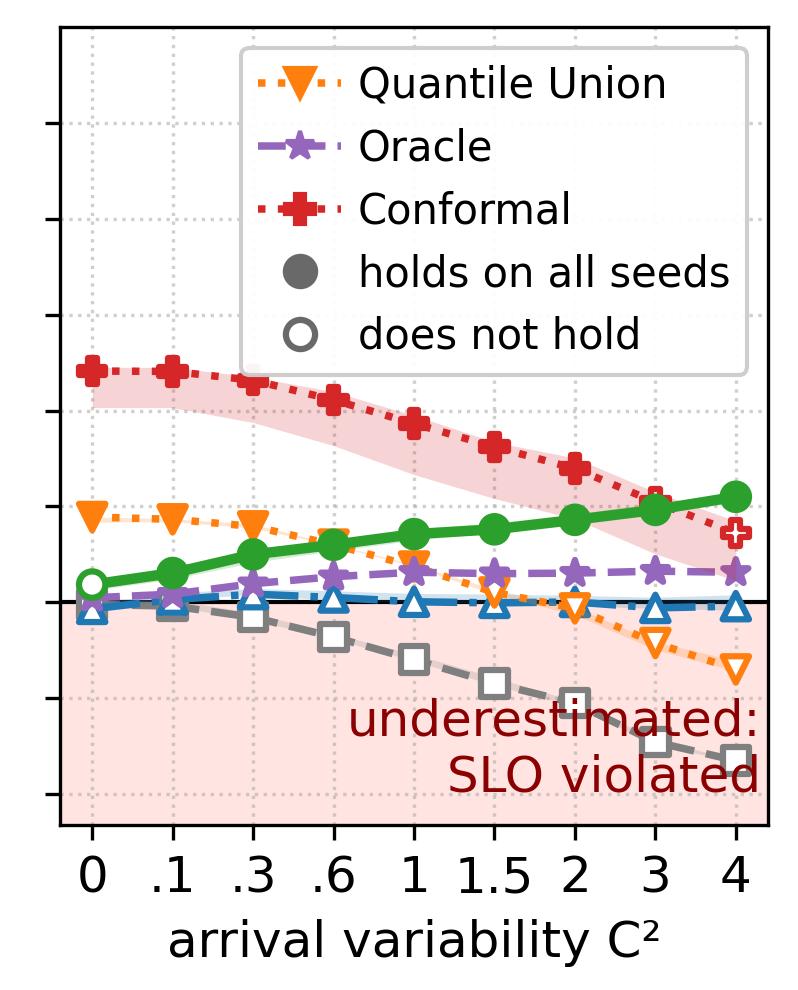 Quantile Union
Oracle
Conformal
holds on all seeds
does not hold
underestimated:
SLO violated
0 .1 .3 .6 1 1.5 2 3 4
arrival variability C²